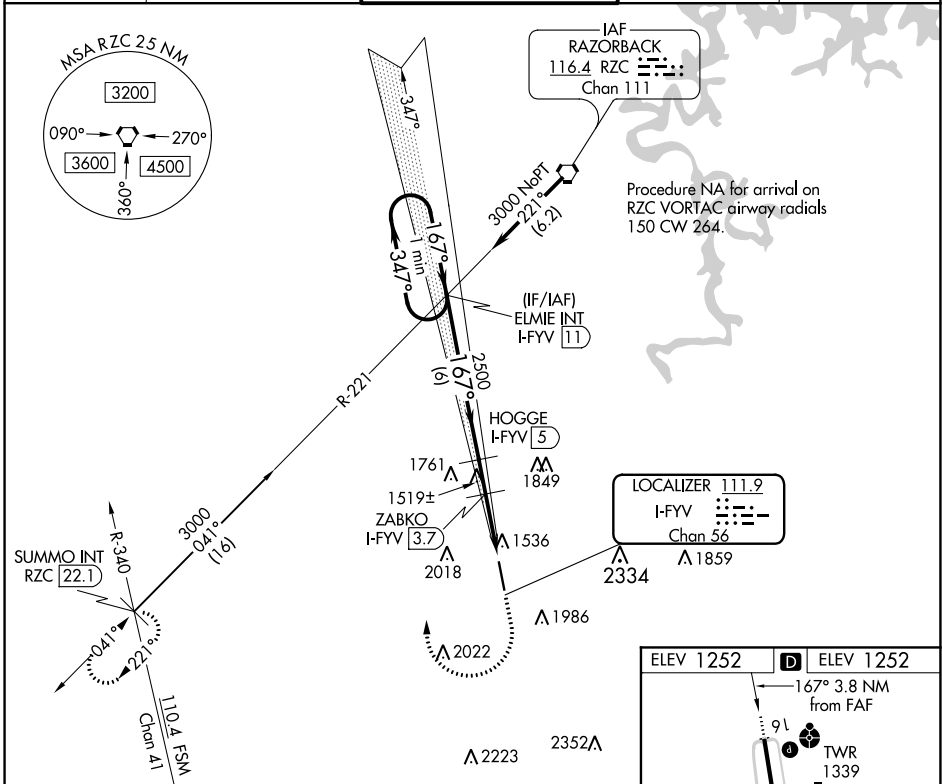 MSA RZC 25 NM
3200
090°
270°
3600
4500
360°
IAF
RAZORBACK
116.4 RZC
Chan 111
347°
3000 NoPT
221°
(6.2)
Procedure NA for arrival on
RZC VORTAC airway radials
150 CW 264.
167°
1 min
347°
(IF/IAF)
ELMIE INT
I-FYV 11
2500
167°
(6)
R-221
HOGGE
I-FYV 5
1761
1849
1519±
ZABKO
I-FYV 3.7
1536
2018
LOCALIZER 111.9
I-FYV
Chan 56
2334
1859
3000
041°
(16)
R-340
SUMMO INT
RZC 22.1
041°
221°
1986
2022
110.4 FSM
Chan 41
2223
2352
ELEV 1252
D
ELEV 1252
167° 3.8 NM
from FAF
16
P
TWR
1339